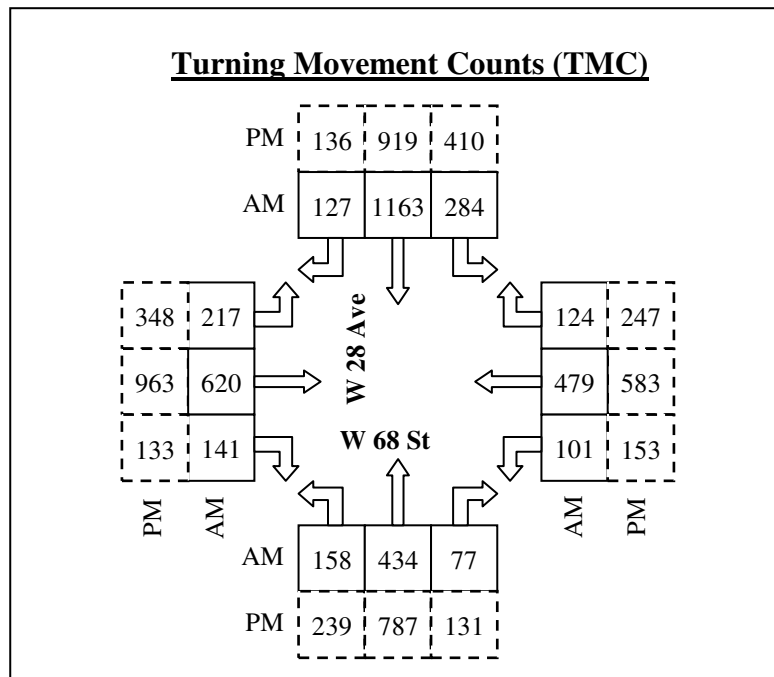 Turning Movement Counts (TMC)
PM 136 919 410
AM 127 1163 284
348 217 124 247
W 28 Ave
963 620 479 583
W 68 St
133 141 101 153
PM AM AM PM
AM 158 434 77
PM 239 787 131